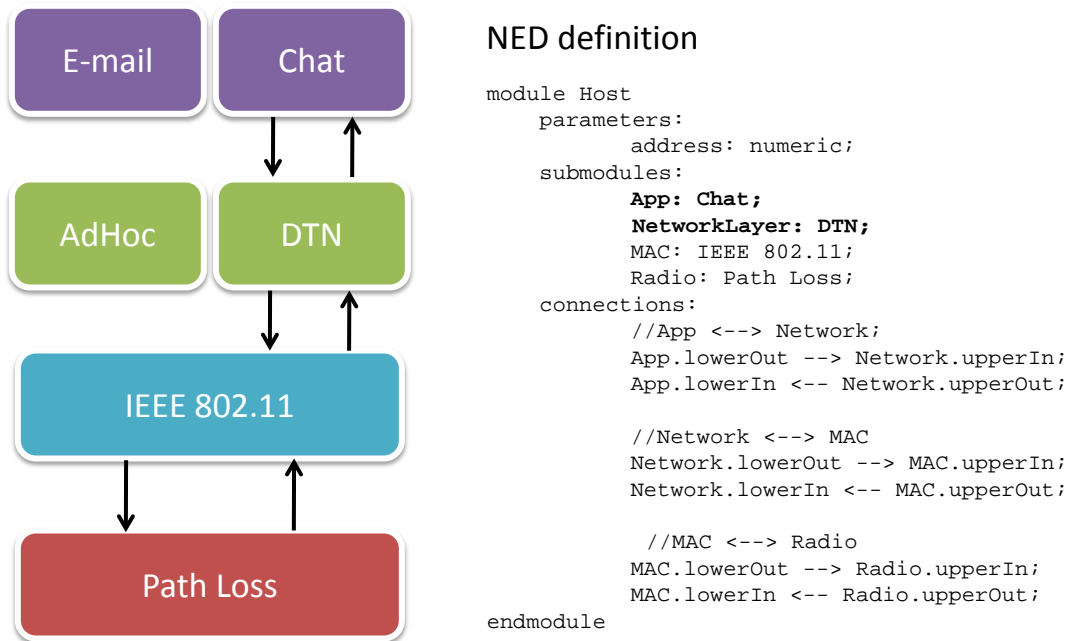 E-mail
Chat
AdHoc
DTN
IEEE 802.11
Path Loss
NED definition
module Host
parameters:
address: numeric;
submodules:
App: Chat;
NetworkLayer: DTN;
MAC: IEEE 802.11;
Radio: Path Loss;
connections:
//App <--> Network;
App.lowerOut --> Network.upperIn;
App.lowerIn <-- Network.upperOut;
//Network <--> MAC
Network.lowerOut --> MAC.upperIn;
Network.lowerIn <-- MAC.upperOut;
//MAC <--> Radio
MAC.lowerOut --> Radio.upperIn;
MAC.lowerIn <-- Radio.upperOut;
endmodule